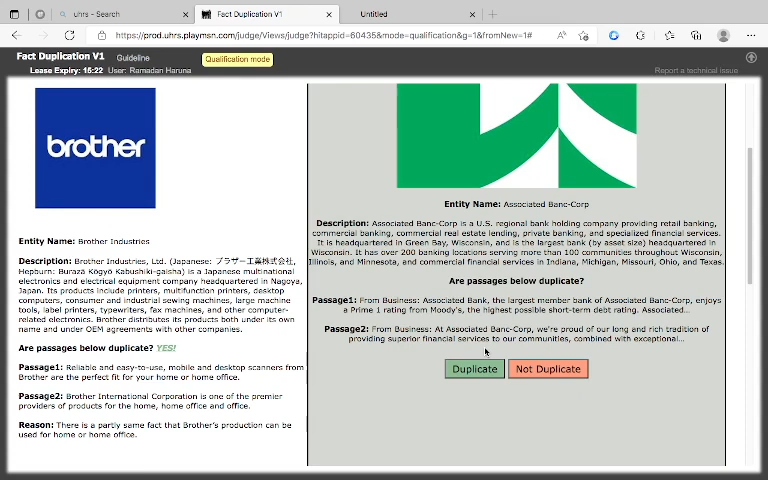 uhrs - Search
Fact Duplication V1
Untitled
https://prod.uhrs.playmsn.com/judge/Views/judge?hitappid=60435&mode=qualification&g=1&fromNew=1#
Fact Duplication V1
Guideline
Qualification mode
Lease Expiry: 16:22 User: Ramadan Haruna
Report a technical issue
brother
Entity Name: Brother Industries
Description: Brother Industries, Ltd. (Japanese: ブラザー工業株式会社,
Hepburn: Burazā Kōgyō Kabushiki-gaisha) is a Japanese multinational
electronics and electrical equipment company headquartered in Nagoya,
Japan. Its products include printers, multifunction printers, desktop
computers, consumer and industrial sewing machines, large machine
tools, label printers, typewriters, fax machines, and other computer-
related electronics. Brother distributes its products both under its own
name and under OEM agreements with other companies.
Are passages below duplicate? YES!
Passage1: Reliable and easy-to-use, mobile and desktop scanners from
Brother are the perfect fit for your home or home office.
Passage2: Brother International Corporation is one of the premier
providers of products for the home, home office and office.
Reason: There is a partly same fact that Brother's production can be
used for home or home office.
Entity Name: Associated Banc-Corp
Description: Associated Banc-Corp is a U.S. regional bank holding company providing retail banking,
commercial banking, commercial real estate lending, private banking, and specialized financial services.
It is headquartered in Green Bay, Wisconsin, and is the largest bank (by asset size) headquartered in
Wisconsin. It has over 200 banking locations serving more than 100 communities throughout Wisconsin,
Illinois, and Minnesota, and commercial financial services in Indiana, Michigan, Missouri, Ohio, and Texas.
Are passages below duplicate?
Passage1: From Business: Associated Bank, the largest member bank of Associated Banc-Corp, enjoys
a Prime 1 rating from Moody's, the highest possible short-term debt rating. Associated...
Passage2: From Business: At Associated Banc-Corp, we're proud of our long and rich tradition of
providing superior financial services to our communities, combined with exceptional...
Duplicate
Not Duplicate